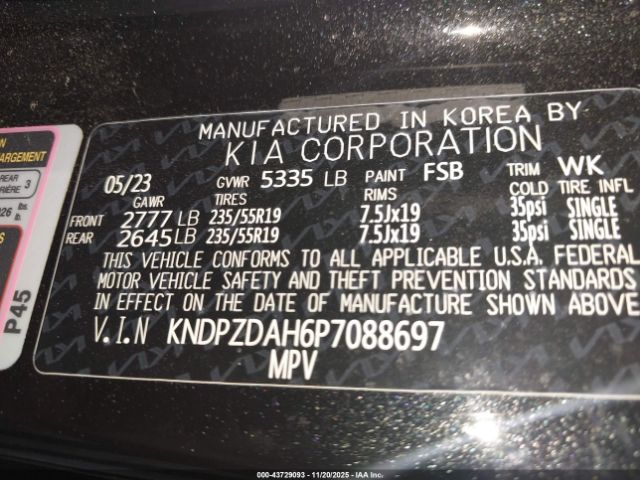 MANUFACTURED IN KOREA BY
KIA CORPORATION
05/23 GVWR 5335 LB PAINT FSB TRIM WK
GAWR TIRES RIMS COLD TIRE INFL
FRONT 2777 LB 235/55R19 7.5Jx19 35psi SINGLE
REAR 2645 LB 235/55R19 7.5Jx19 35psi SINGLE
THIS VEHICLE CONFORMS TO ALL APPLICABLE U.S.A. FEDERAL
MOTOR VEHICLE SAFETY AND THEFT PREVENTION STANDARDS
IN EFFECT ON THE DATE OF MANUFACTURE SHOWN ABOVE
V.I.N KNDPZDAH6P7088697
MPV
ARGEMENT
REAR 3
P45
000-43729093 | 11/20/2025 - IAA Inc.